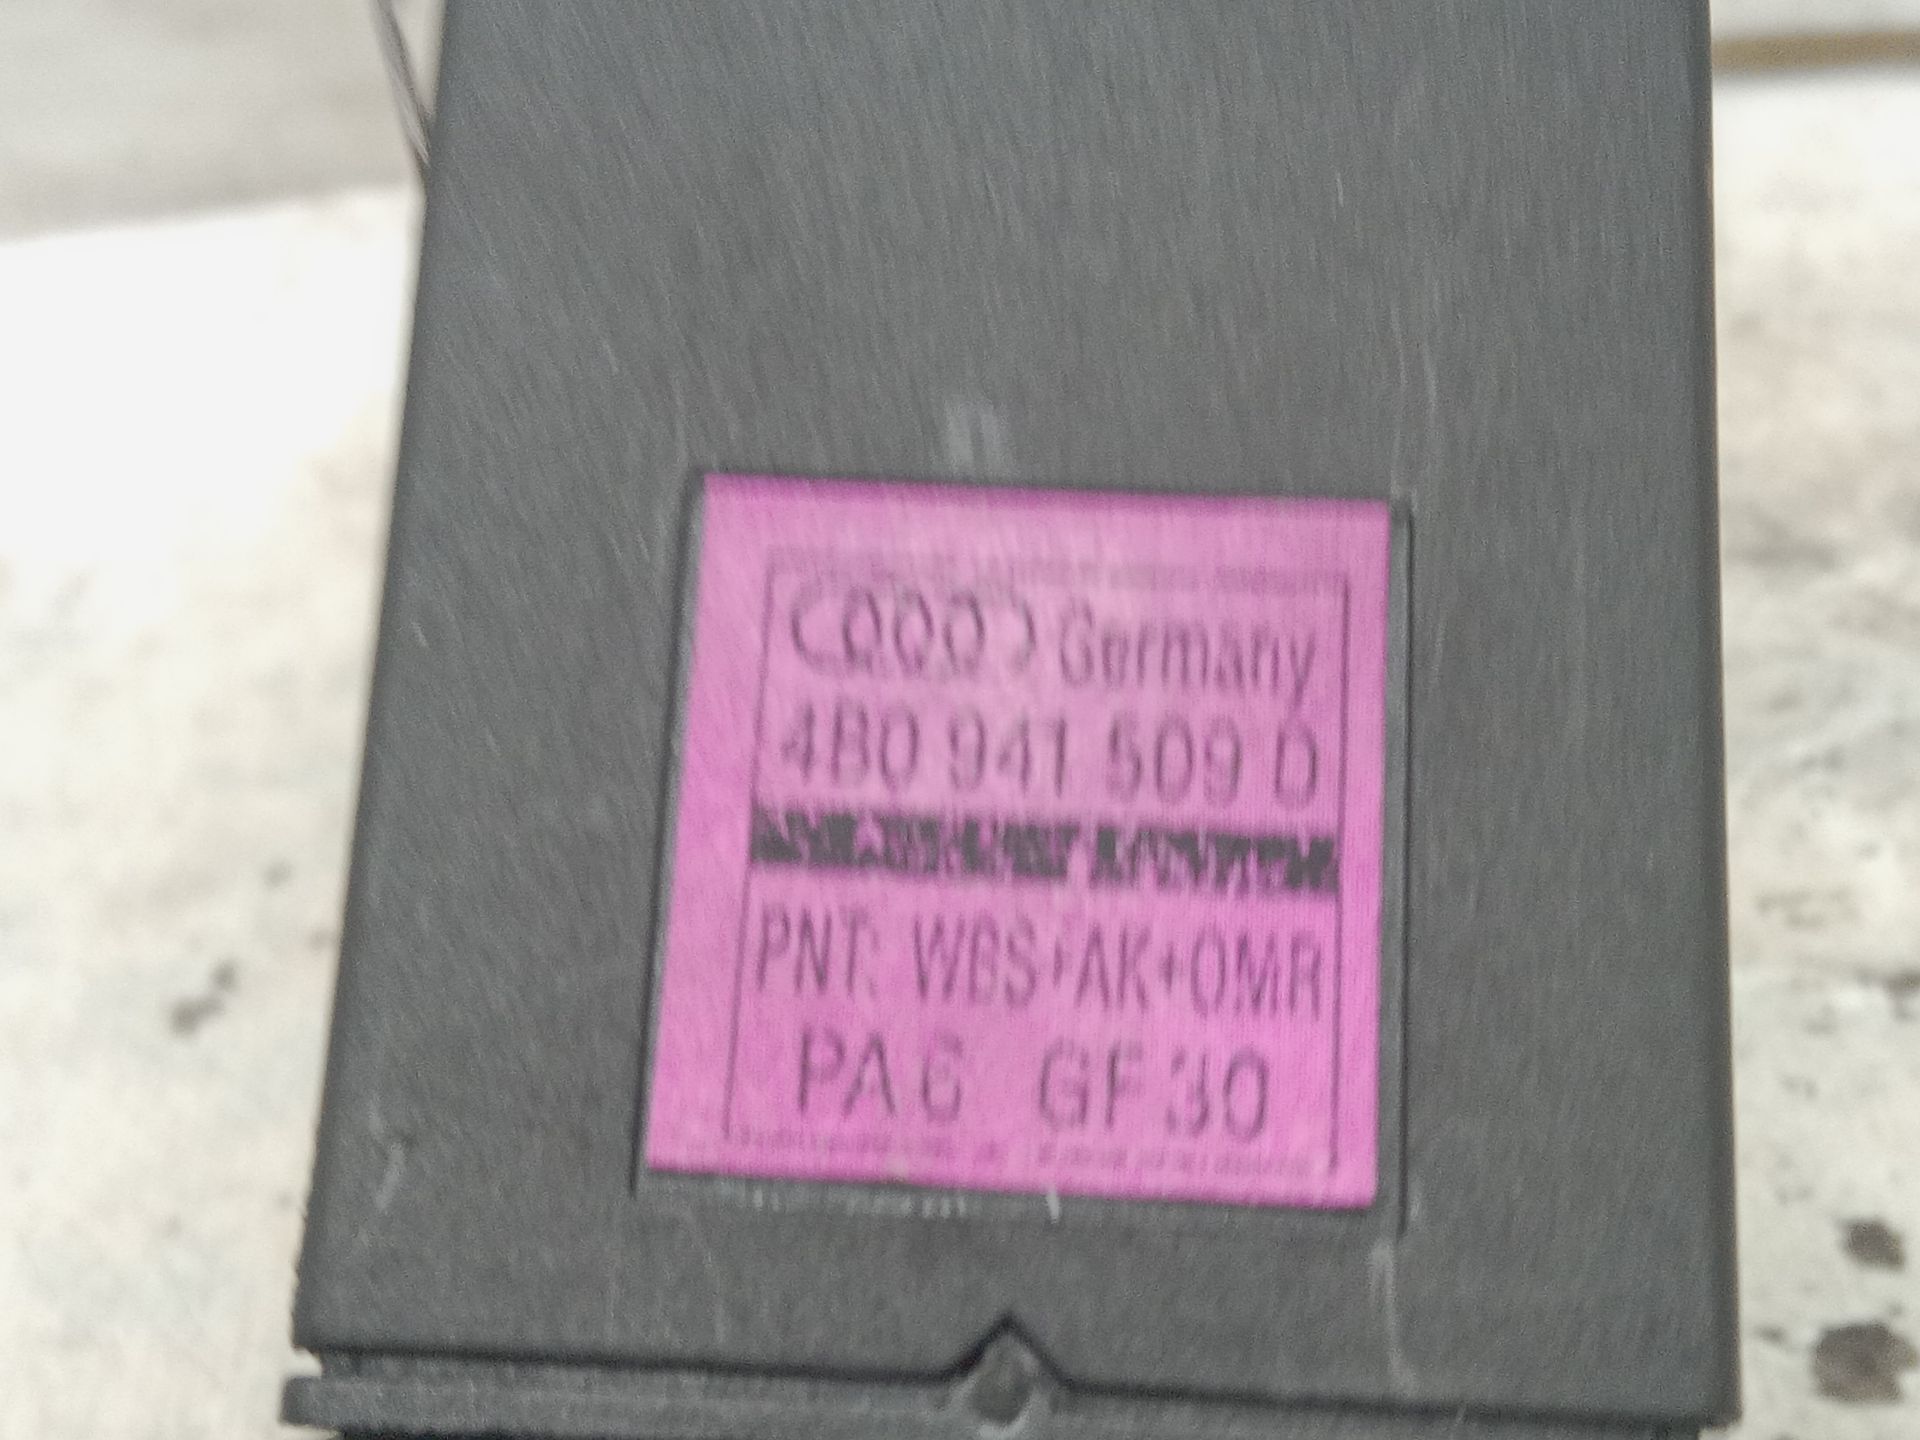 Germany
4B0 941 509 D
PNT: WBS+AK+OMR
PA6 GF30